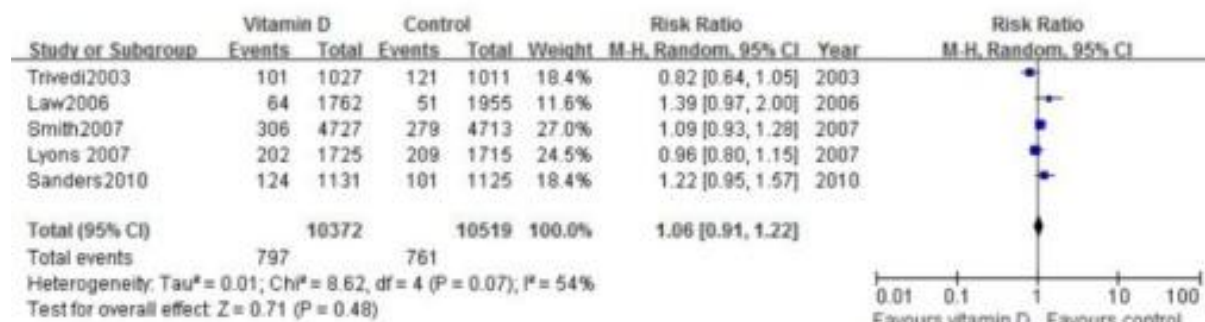 Vitamin D Control Risk Ratio Risk Ratio
Study or Subgroup Events Total Events Total Weight M-H, Random, 95% CI Year M-H, Random, 95% CI
Trivedi2003 101 1027 121 1011 18.4% 0.82 [0.64, 1.05] 2003
Law2006 64 1762 51 1955 11.6% 1.39 [0.97, 2.00] 2006
Smith2007 306 4727 279 4713 27.0% 1.09 [0.93, 1.28] 2007
Lyons 2007 202 1725 209 1715 24.5% 0.96 [0.80, 1.15] 2007
Sanders2010 124 1131 101 1125 18.4% 1.22 [0.95, 1.57] 2010
Total (95% CI) 10372 10519 100.0% 1.06 [0.91, 1.22]
Total events 797 761
Heterogeneity: Tau² = 0.01; Chi² = 8.62, df = 4 (P = 0.07); I² = 54%
Test for overall effect: Z = 0.71 (P = 0.48)
0.01 0.1 1 10 100
Favours vitamin D Favours control